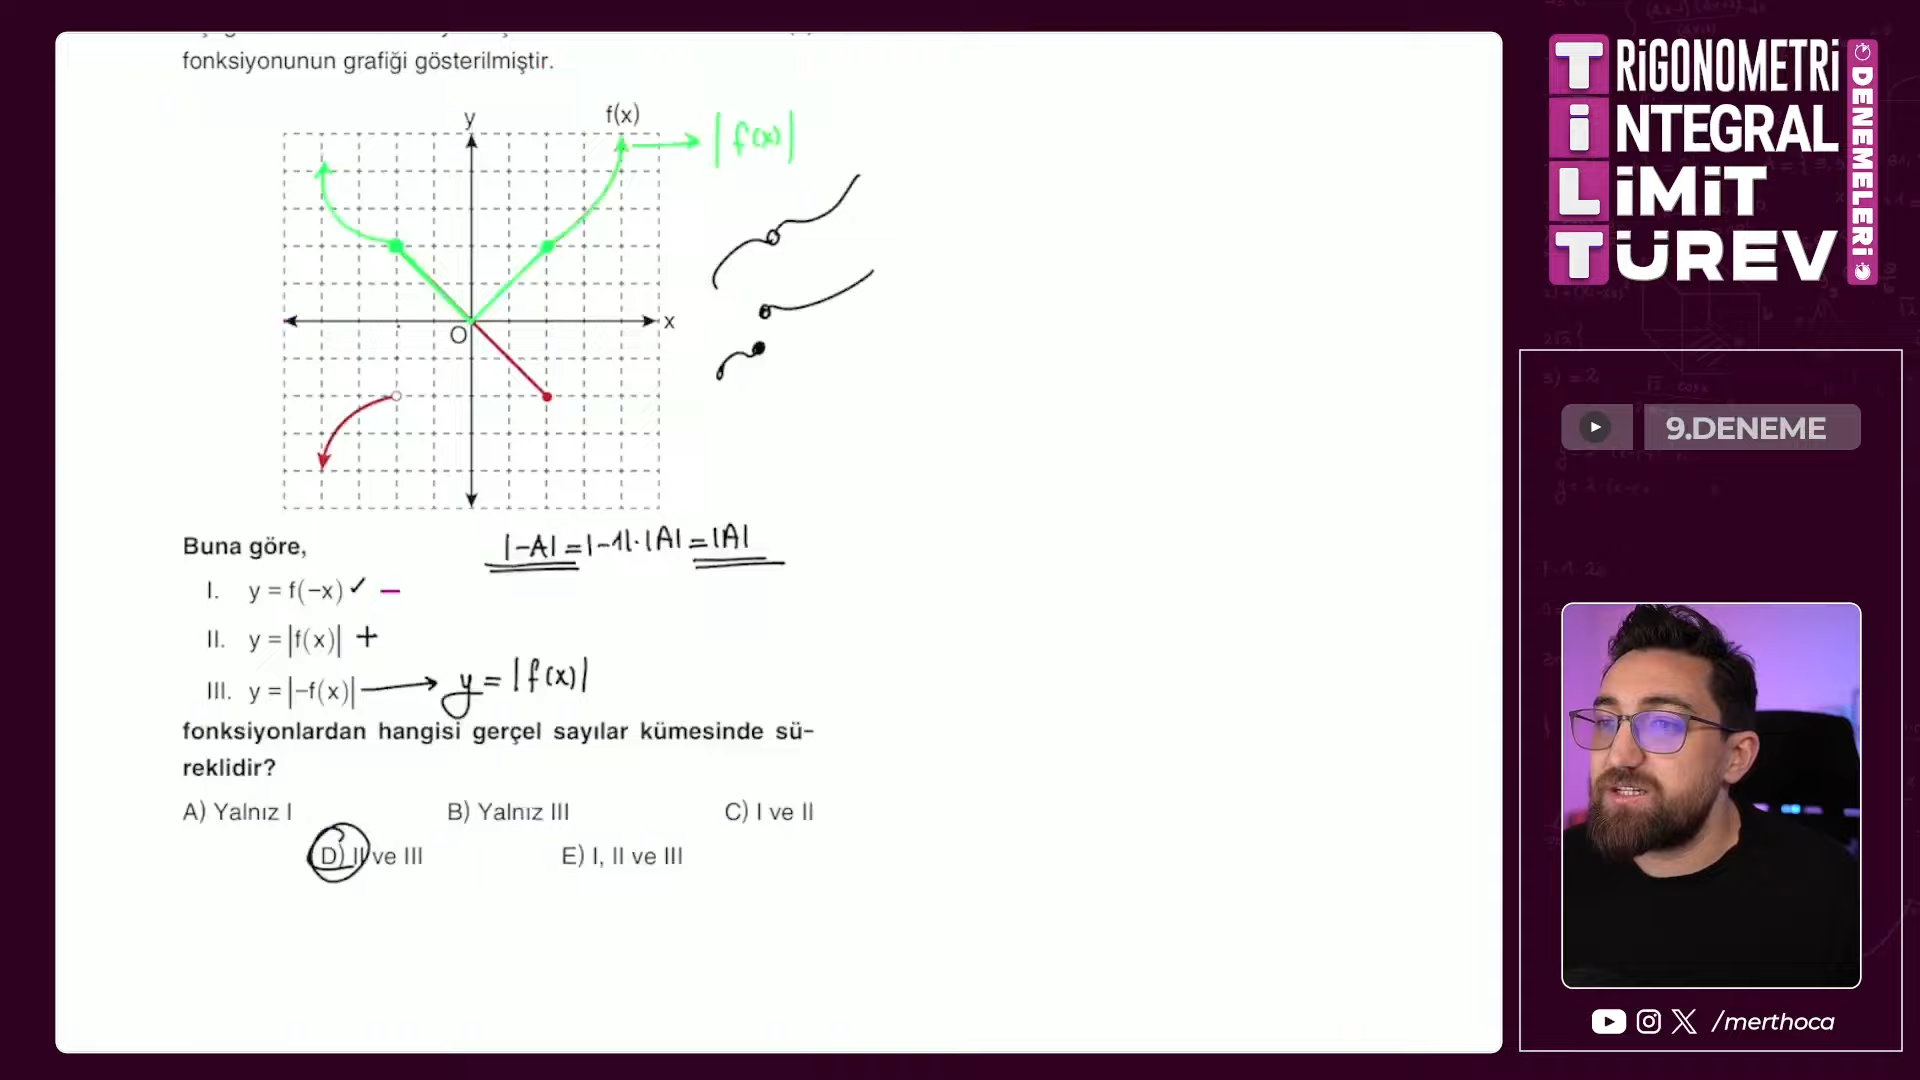 fonksiyonunun grafiği gösterilmiştir.
y
f(x)
|f(x)|
x
O
Buna göre,
|-A| = |-1|·|A| = |A|
I. y = f(-x) ✓ -
II. y = |f(x)| +
III. y = |-f(x)| → y = |f(x)|
fonksiyonlardan hangisi gerçel sayılar kümesinde sü-
reklidir?
A) Yalnız I B) Yalnız III C) I ve II
D) II ve III E) I, II ve III
TRİGONOMETRİ
İNTEGRAL
LİMİT
TÜREV
DENEMELERİ
9.DENEME
/merthoca